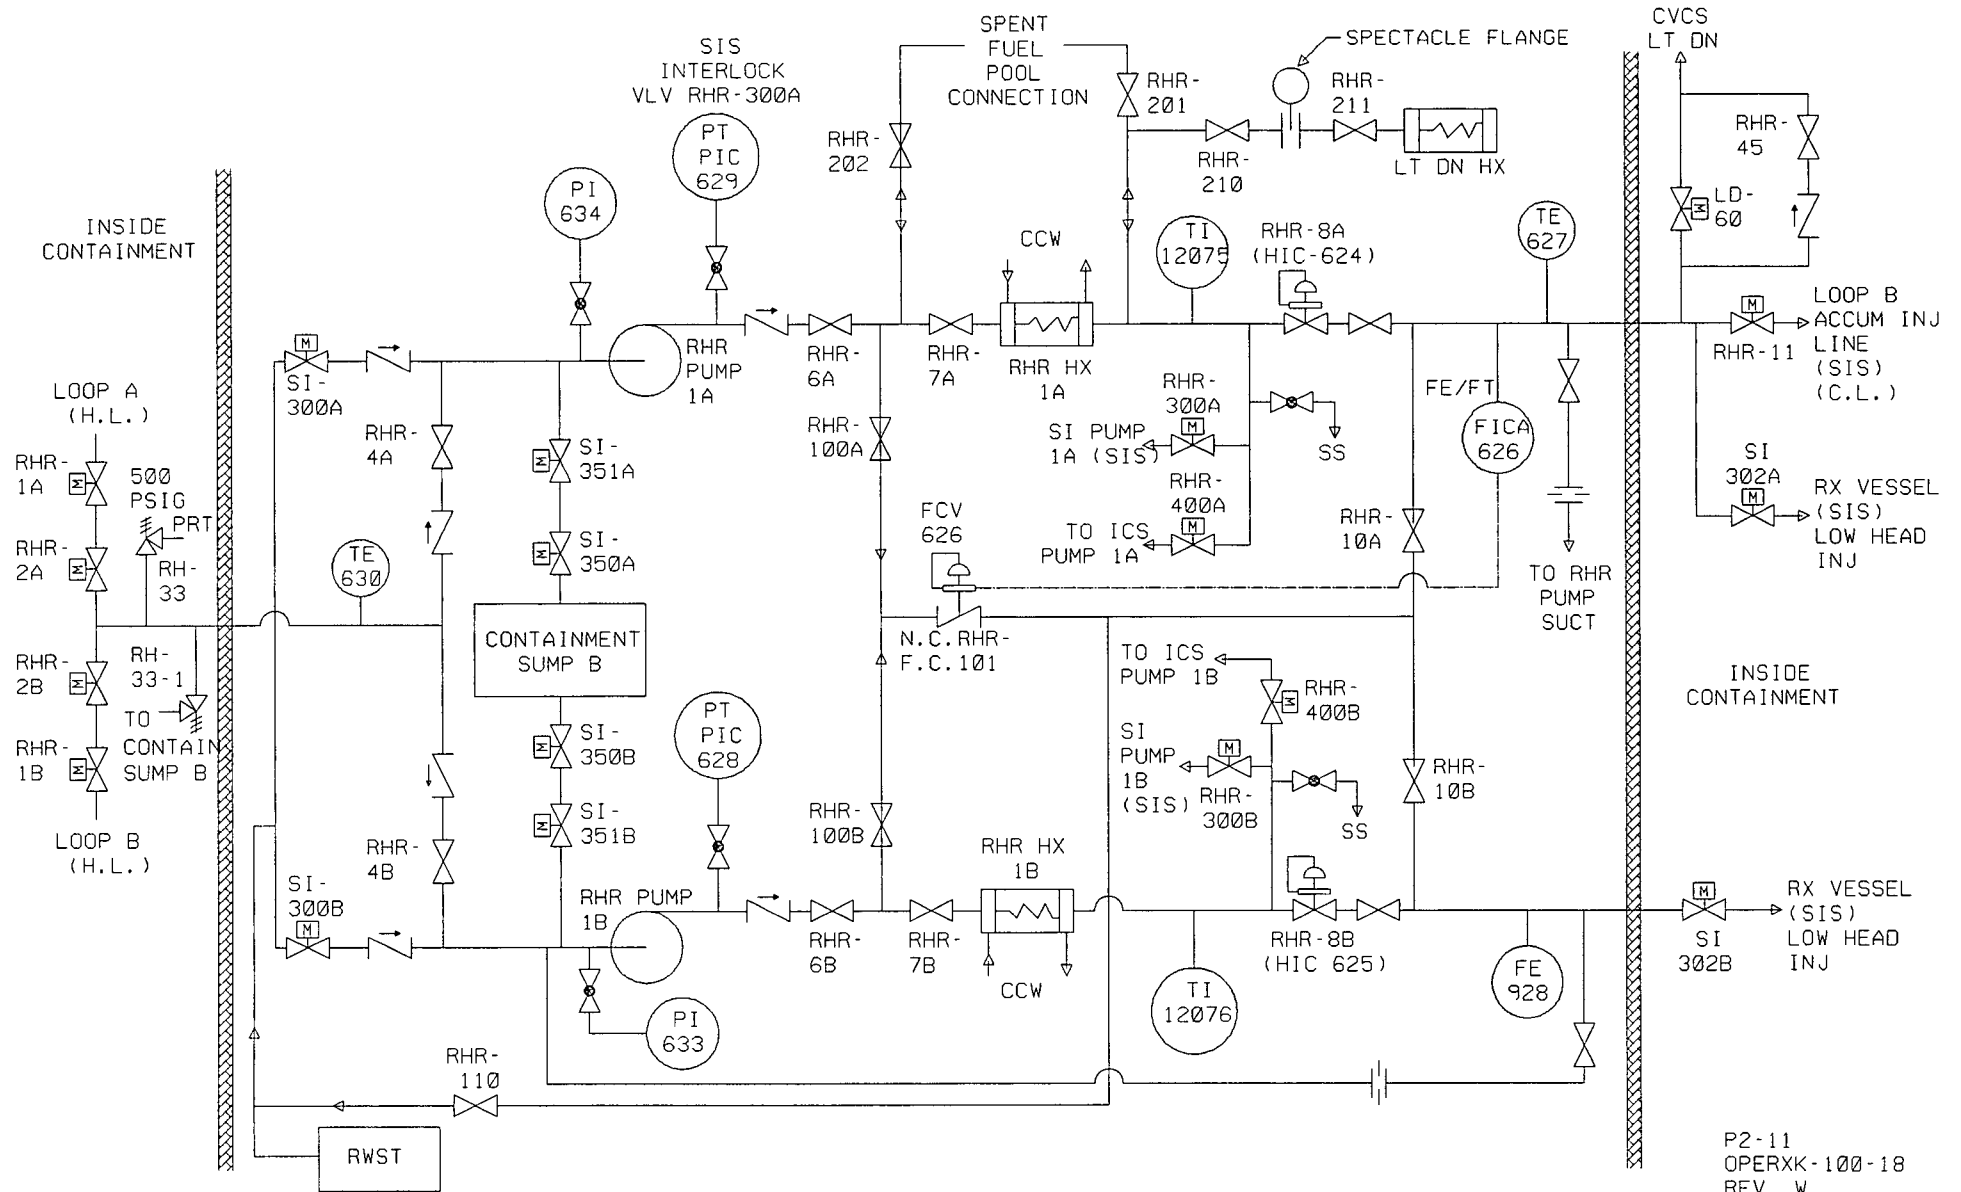 CVCS
LT DN
SPENT
FUEL
POOL
CONNECTION
SPECTACLE FLANGE
SIS
INTERLOCK
VLV RHR-300A
PT
PIC
629
RHR-
202
RHR-
201
RHR-
211
RHR-
210
LT DN HX
RHR-
45
LD-
60
M
PI
634
INSIDE
CONTAINMENT
CCW
TI
12075
RHR-8A
(HIC-624)
TE
627
M
SI-
300A
RHR
PUMP
1A
RHR-
6A
RHR-
7A
RHR HX
1A
M
RHR-11
LOOP B
ACCUM INJ
LINE
(SIS)
(C.L.)
LOOP A
(H.L.)
RHR-
1A
M
500
PSIG
PRT
RHR-
2A
M
RH-
33
RHR-
4A
M
SI-
351A
M
SI-
350A
RHR-
100A
RHR-
300A
M
SI PUMP
1A (SIS)
SS
RHR-
400A
M
TO ICS
PUMP 1A
FE/FT
FICA
626
RHR-
10A
SI
302A
M
RX VESSEL
(SIS)
LOW HEAD
INJ
TO RHR
PUMP
SUCT
FCV
626
N.C.RHR-
F.C.101
TE
630
CONTAINMENT
SUMP B
RHR-
2B
M
RH-
33-1
TO
CONTAIN
SUMP B
RHR-
1B
M
LOOP B
(H.L.)
M
SI-
350B
M
SI-
351B
RHR-
4B
PT
PIC
628
RHR-
100B
TO ICS
PUMP 1B
RHR-
400B
M
SI
PUMP
1B
(SIS)
M
RHR-
300B
SS
RHR-
10B
INSIDE
CONTAINMENT
SI-
300B
M
RHR PUMP
1B
RHR-
6B
RHR-
7B
RHR HX
1B
CCW
RHR-8B
(HIC 625)
TI
12076
FE
928
M
SI
302B
RX VESSEL
(SIS)
LOW HEAD
INJ
PI
633
RHR-
110
RWST
P2-11
OPERXK-100-18
REV W